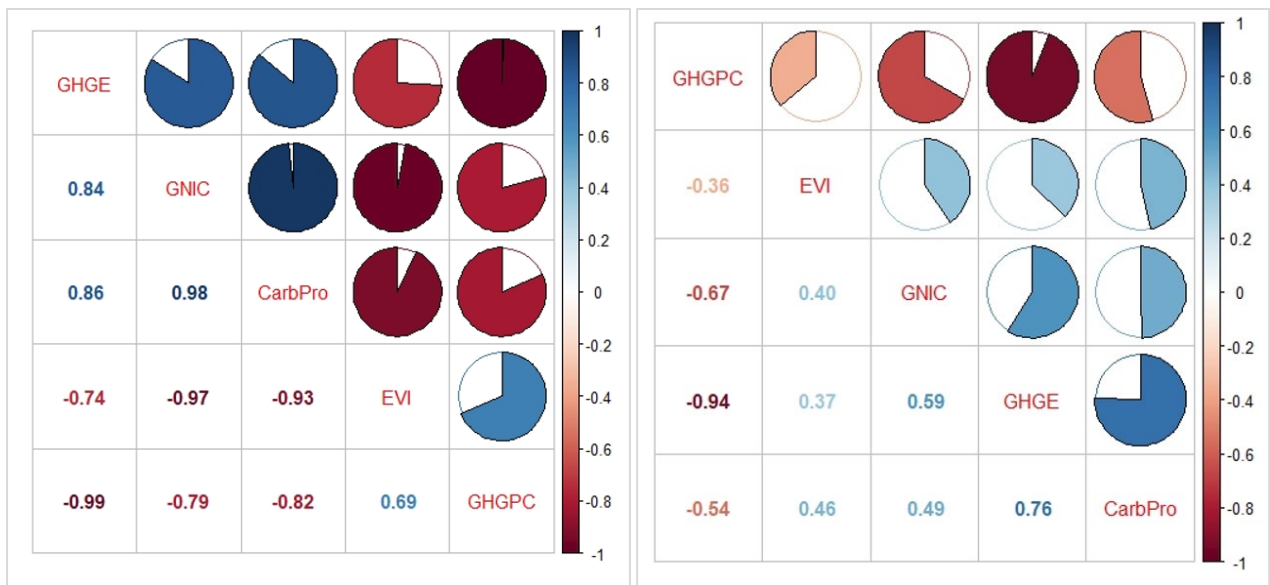 GHGE
0.84 GNIC
0.86 0.98 CarbPro
-0.74 -0.97 -0.93 EVI
-0.99 -0.79 -0.82 0.69 GHGPC
1
0.8
0.6
0.4
0.2
0
-0.2
-0.4
-0.6
-0.8
-1
GHGPC
-0.36 EVI
-0.67 0.40 GNIC
-0.94 0.37 0.59 GHGE
-0.54 0.46 0.49 0.76 CarbPro
1
0.8
0.6
0.4
0.2
0
-0.2
-0.4
-0.6
-0.8
-1